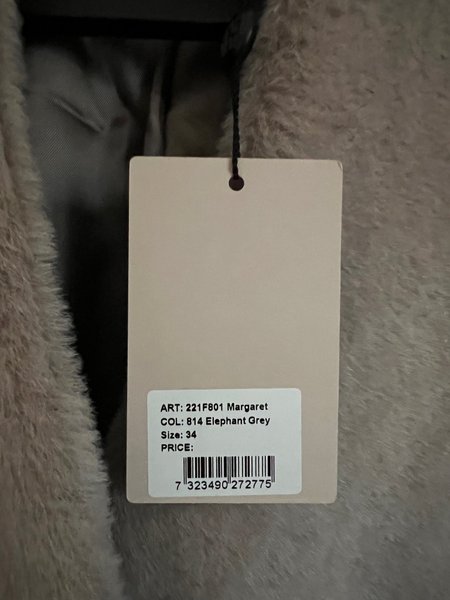 ART: 221F801 Margaret
COL: 814 Elephant Grey
Size: 34
PRICE:
7 323490 272775